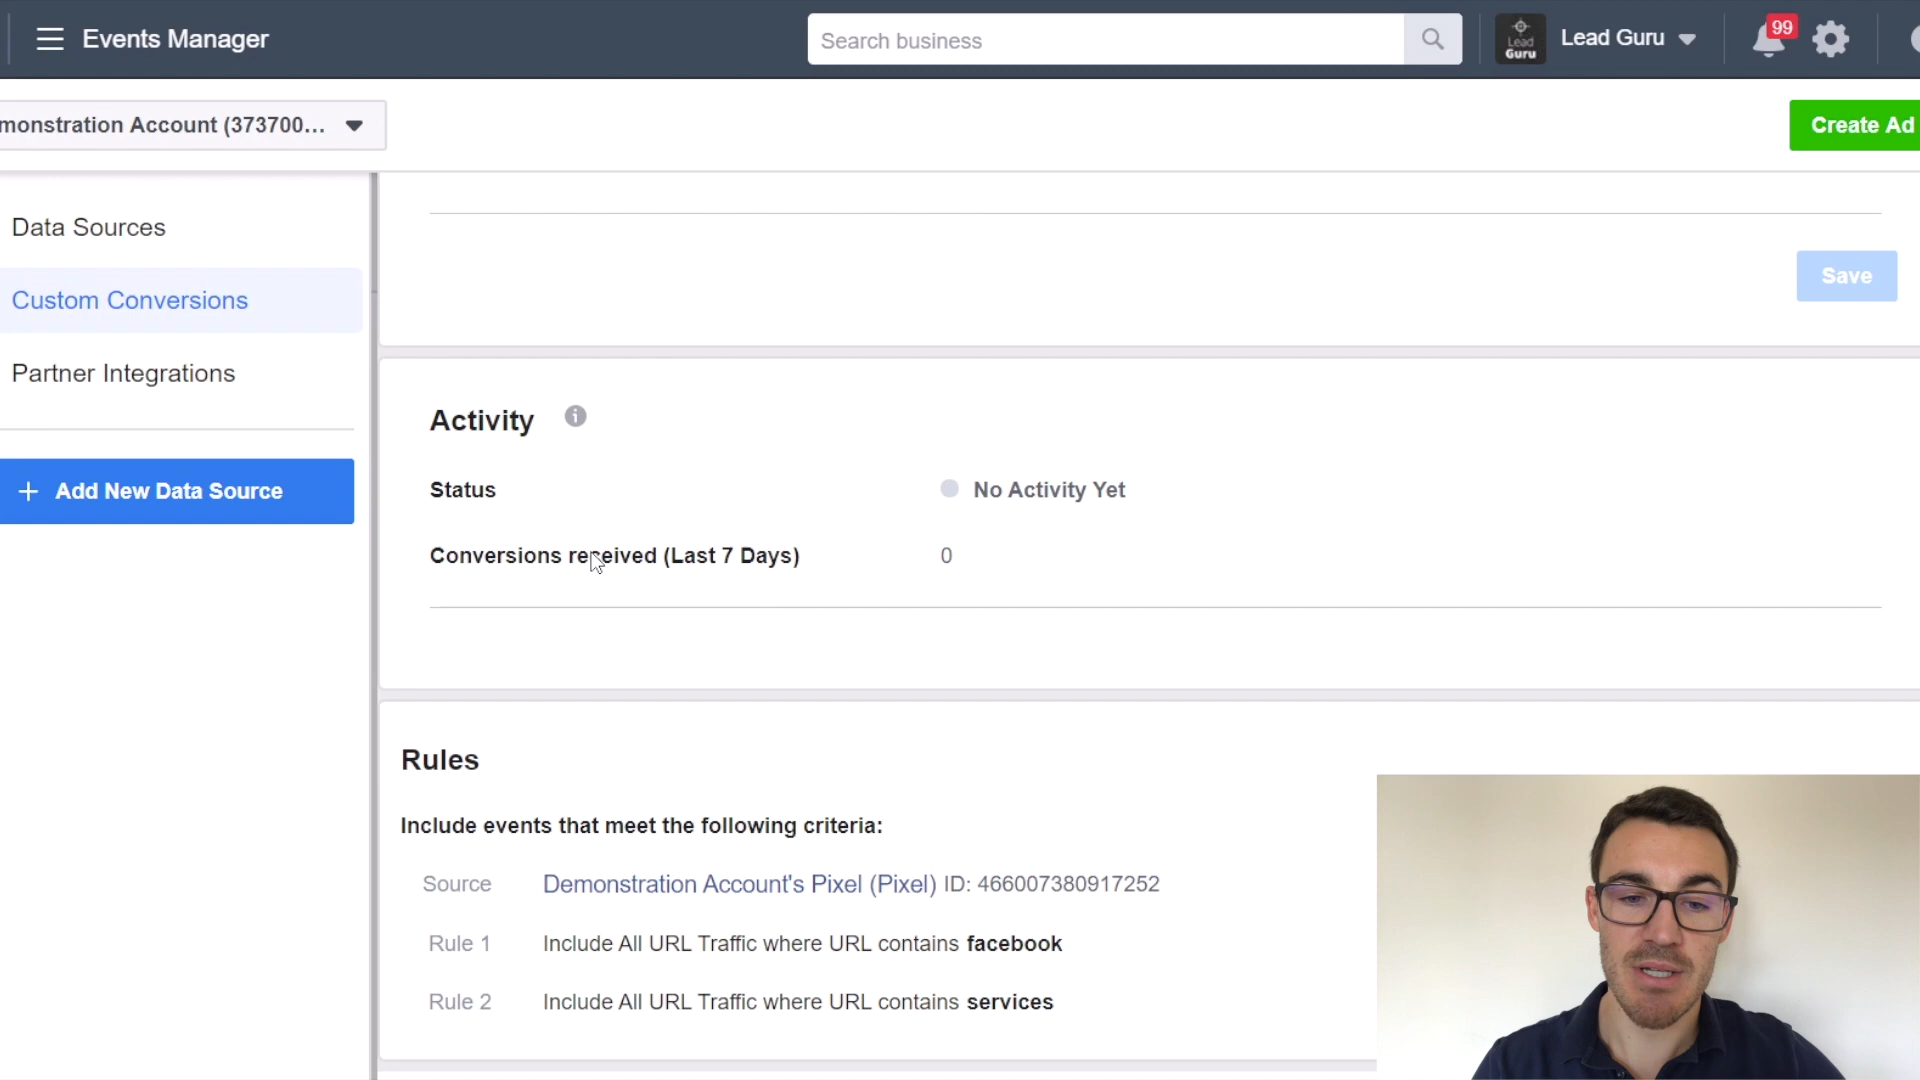 Events Manager
Search business
Lead
Guru
Lead Guru
99
monstration Account (373700...
Create Ad
Data Sources
Custom Conversions
Partner Integrations
+ Add New Data Source
Save
Activity
Status
No Activity Yet
Conversions received (Last 7 Days)
0
Rules
Include events that meet the following criteria:
Source
Demonstration Account's Pixel (Pixel) ID: 466007380917252
Rule 1
Include All URL Traffic where URL contains facebook
Rule 2
Include All URL Traffic where URL contains services